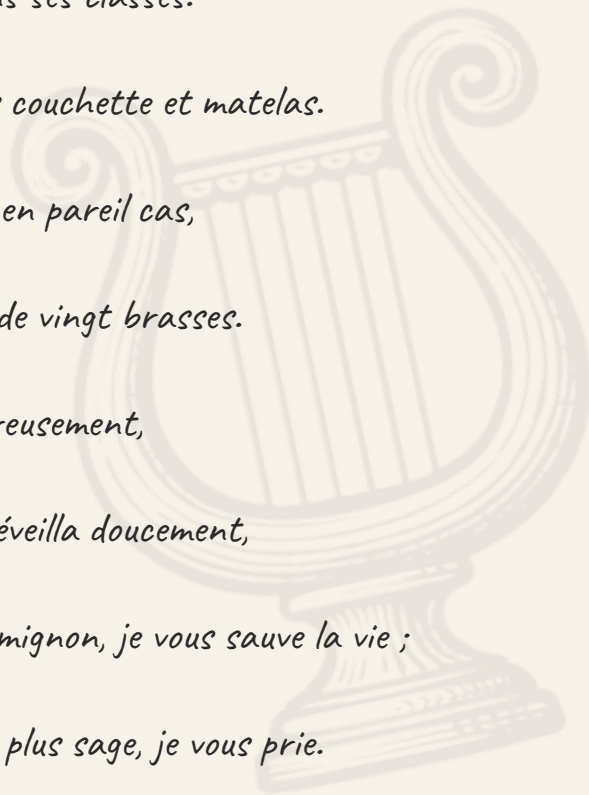 ses classes.
couchette et matelas.
en pareil cas,
de vingt brasses.
reusement,
éveilla doucement,
mignon, je vous sauve la vie ;
plus sage, je vous prie.